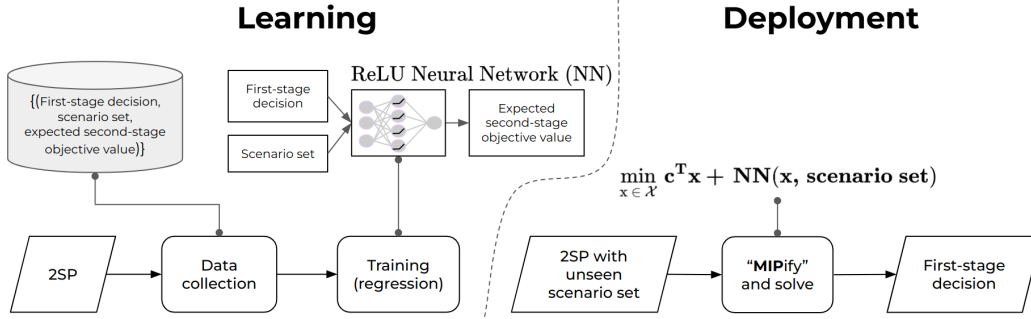 Learning
Deployment
{(First-stage decision,
scenario set,
expected second-stage
objective value)}
First-stage
decision
Scenario set
ReLU Neural Network (NN)
Expected
second-stage
objective value
min c^T x + NN(x, scenario set)
x ∈ 𝒳
2SP
Data
collection
Training
(regression)
2SP with
unseen
scenario set
"MIPify"
and solve
First-stage
decision